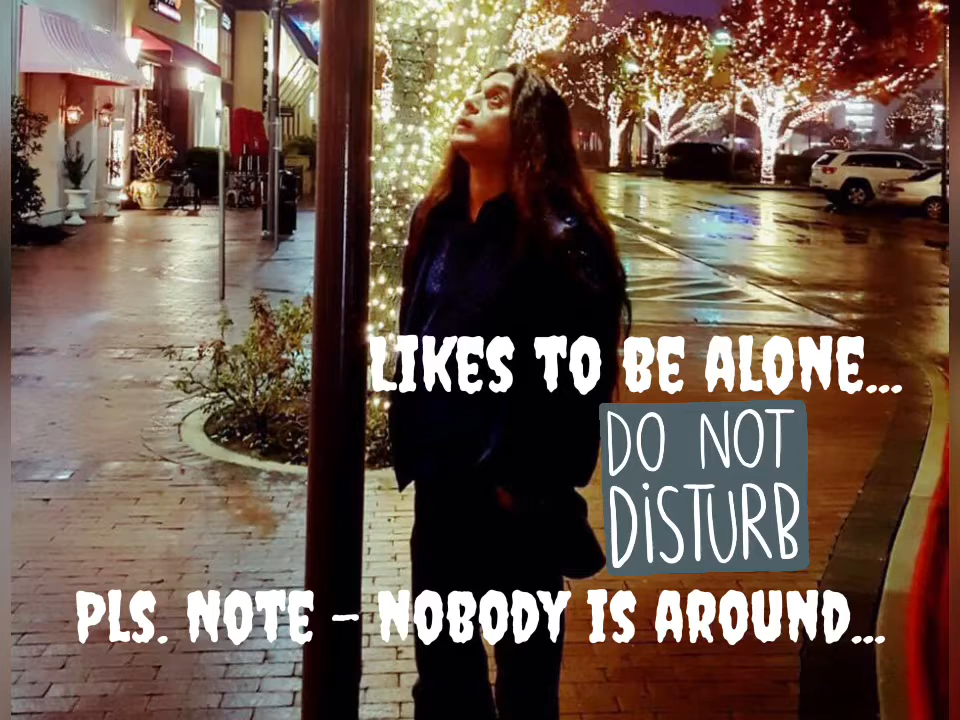 LIKES TO BE ALONE...
DO NOT
DiSTURB
PLS. NOTE - NOBODY IS AROUND...